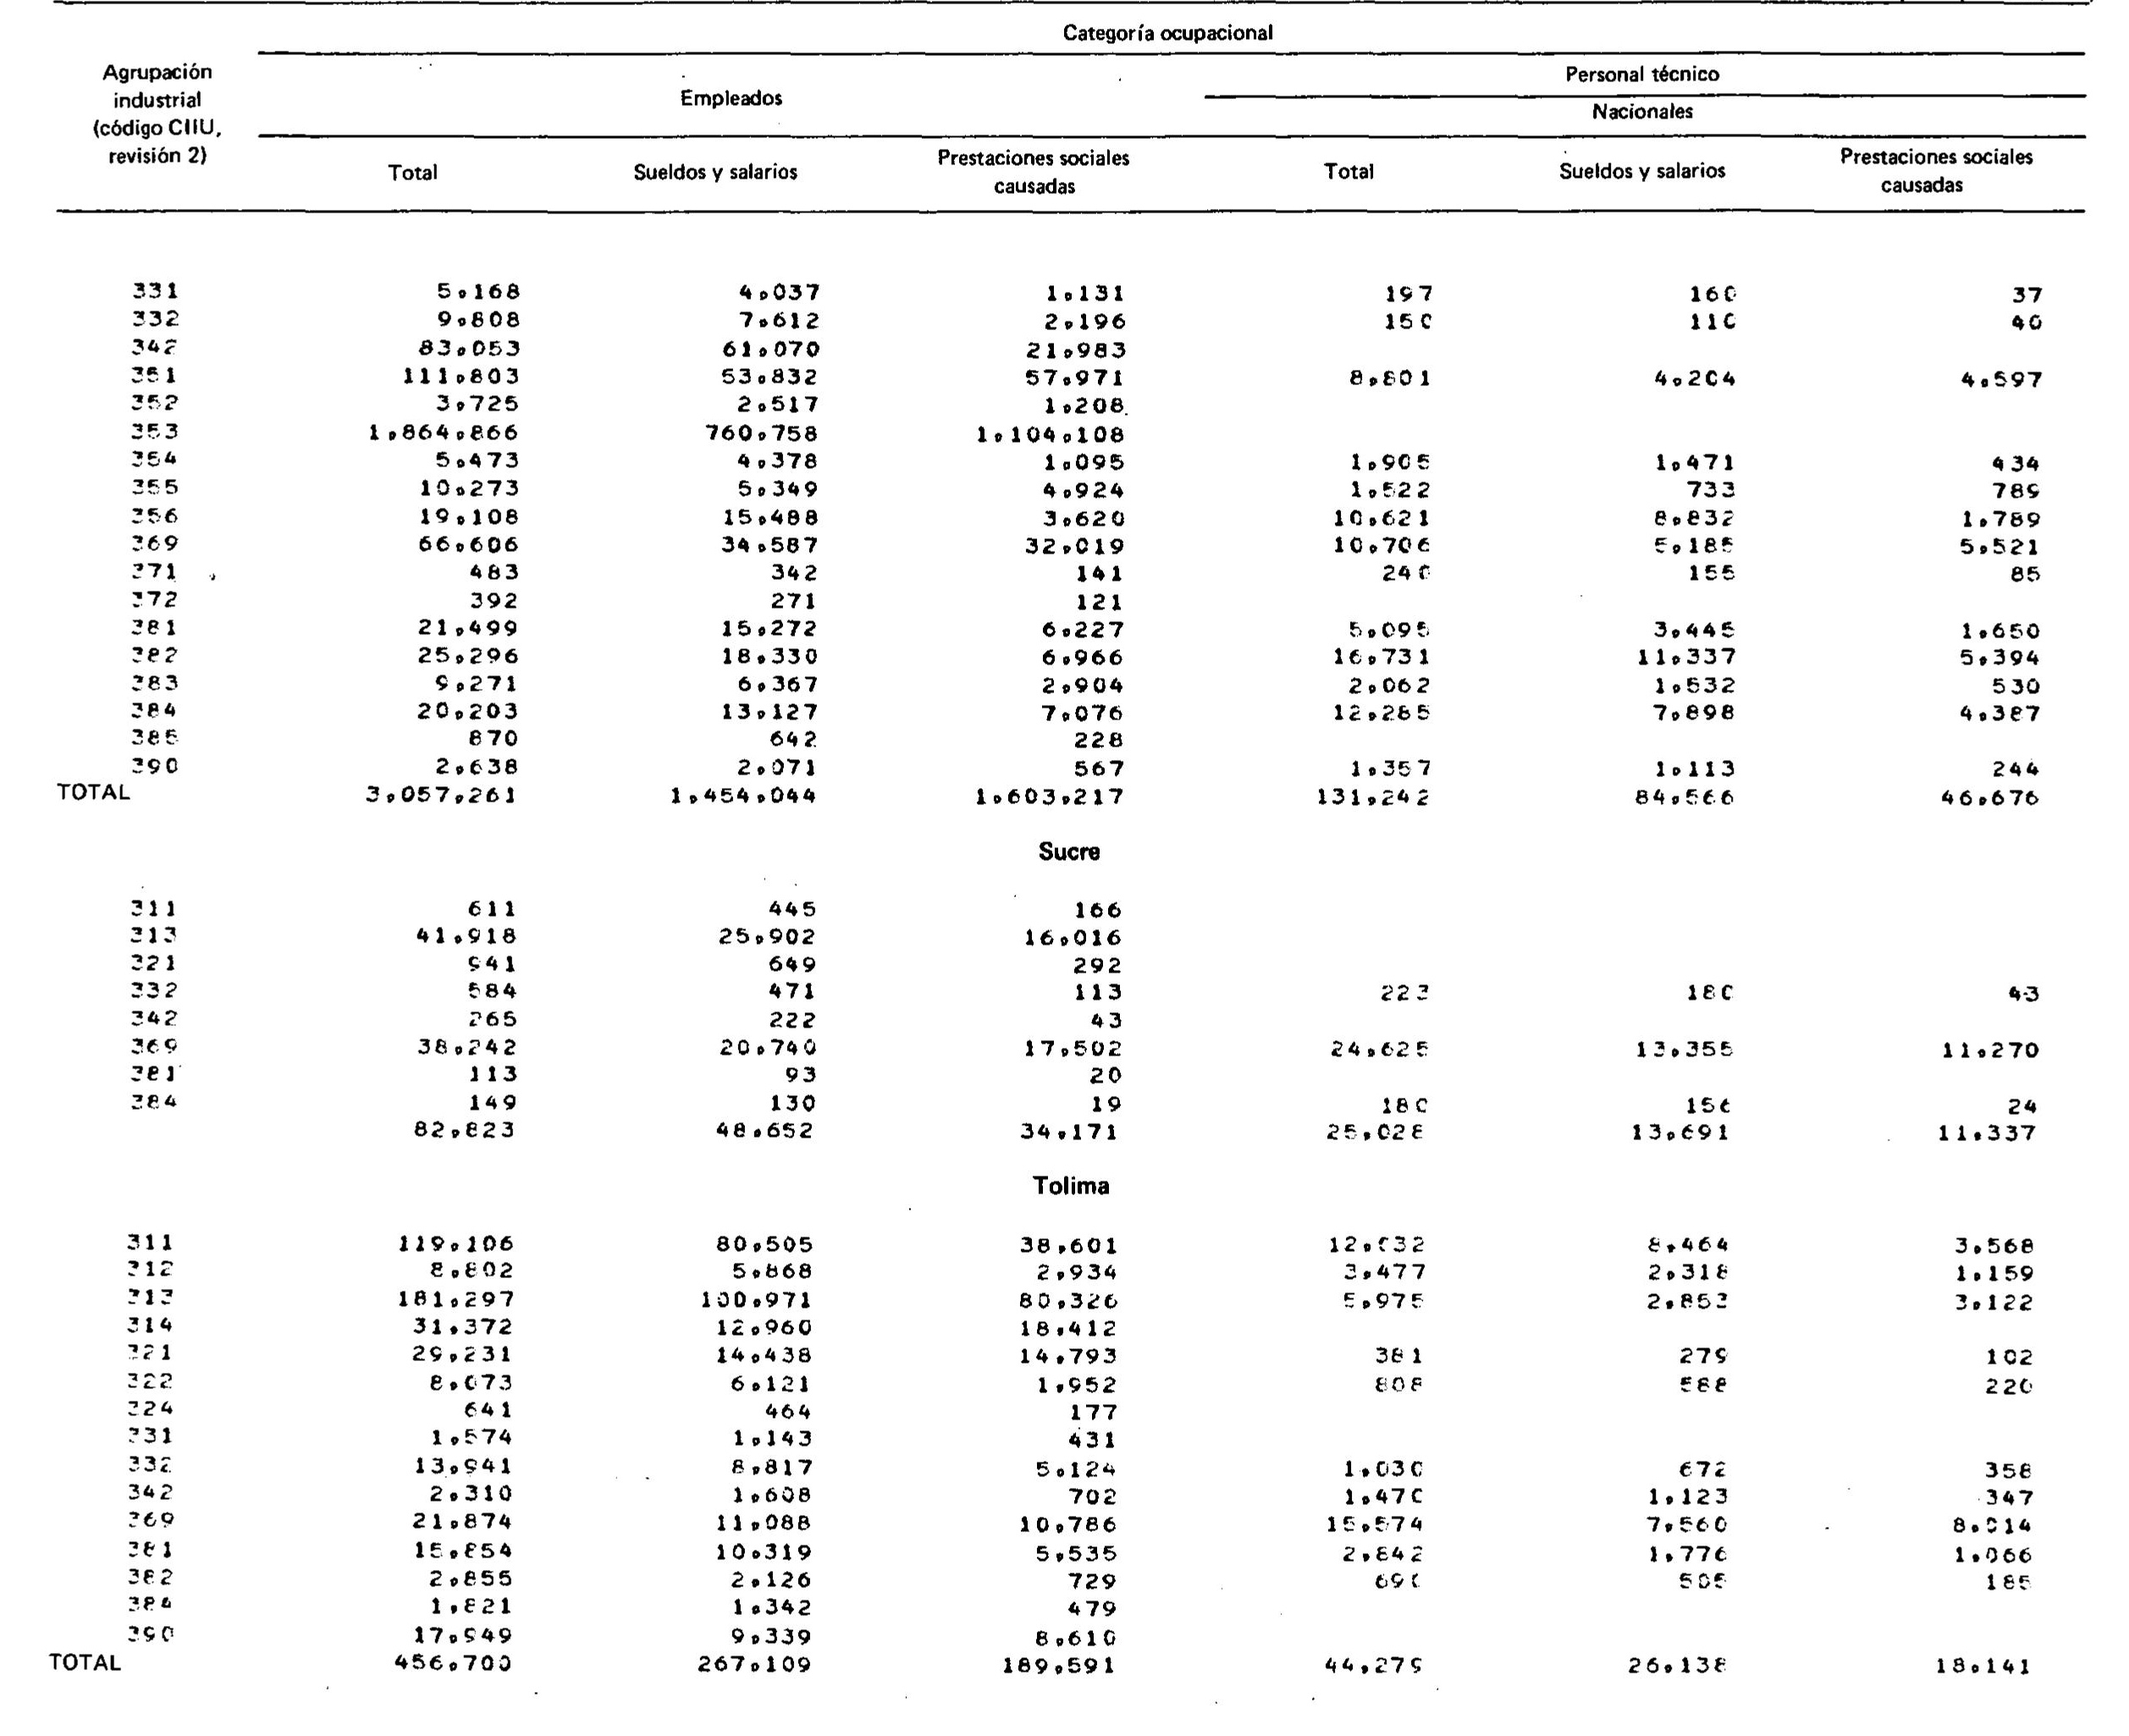 Categoría ocupacional
Agrupación industrial (código CIIU, revisión 2)
Empleados
Personal técnico
Nacionales
Total Sueldos y salarios Prestaciones sociales causadas Total Sueldos y salarios Prestaciones sociales causadas
331 5,168 4,037 1,131 197 160 37
332 9,808 7,612 2,196 150 110 40
342 83,053 61,070 21,983
351 111,803 53,832 57,971 8,801 4,204 4,597
352 3,725 2,517 1,208
353 1,864,866 760,758 1,104,108
354 5,473 4,378 1,095 1,905 1,471 434
355 10,273 5,349 4,924 1,522 733 789
356 19,108 15,488 3,620 10,621 8,832 1,789
369 66,606 34,587 32,019 10,706 5,185 5,521
371 483 342 141 240 155 85
372 392 271 121
381 21,499 15,272 6,227 5,095 3,445 1,650
382 25,296 18,330 6,966 16,731 11,337 5,394
383 9,271 6,367 2,904 2,062 1,532 530
384 20,203 13,127 7,076 12,285 7,898 4,387
385 870 642 228
390 2,638 2,071 567 1,357 1,113 244
TOTAL 3,057,261 1,454,044 1,603,217 131,242 84,566 46,676
Sucre
311 611 445 166
313 41,918 25,902 16,016
321 941 649 292
332 584 471 113 223 180 43
342 265 222 43
369 38,242 20,740 17,502 24,625 13,355 11,270
381 113 93 20
384 149 130 19 180 156 24
82,823 48,652 34,171 25,028 13,691 11,337
Tolima
311 119,106 80,505 38,601 12,032 8,464 3,568
312 8,802 5,868 2,934 3,477 2,318 1,159
313 181,297 100,971 80,326 5,975 2,853 3,122
314 31,372 12,960 18,412
321 29,231 14,438 14,793 381 279 102
322 8,073 6,121 1,952 808 588 220
324 641 464 177
331 1,574 1,143 431
332 13,941 8,817 5,124 1,030 672 358
342 2,310 1,608 702 1,470 1,123 347
369 21,874 11,088 10,786 15,574 7,560 8,014
381 15,854 10,319 5,535 2,842 1,776 1,066
382 2,855 2,126 729 690 505 185
384 1,821 1,342 479
390 17,949 9,339 8,610
TOTAL 456,700 267,109 189,591 44,279 26,138 18,141